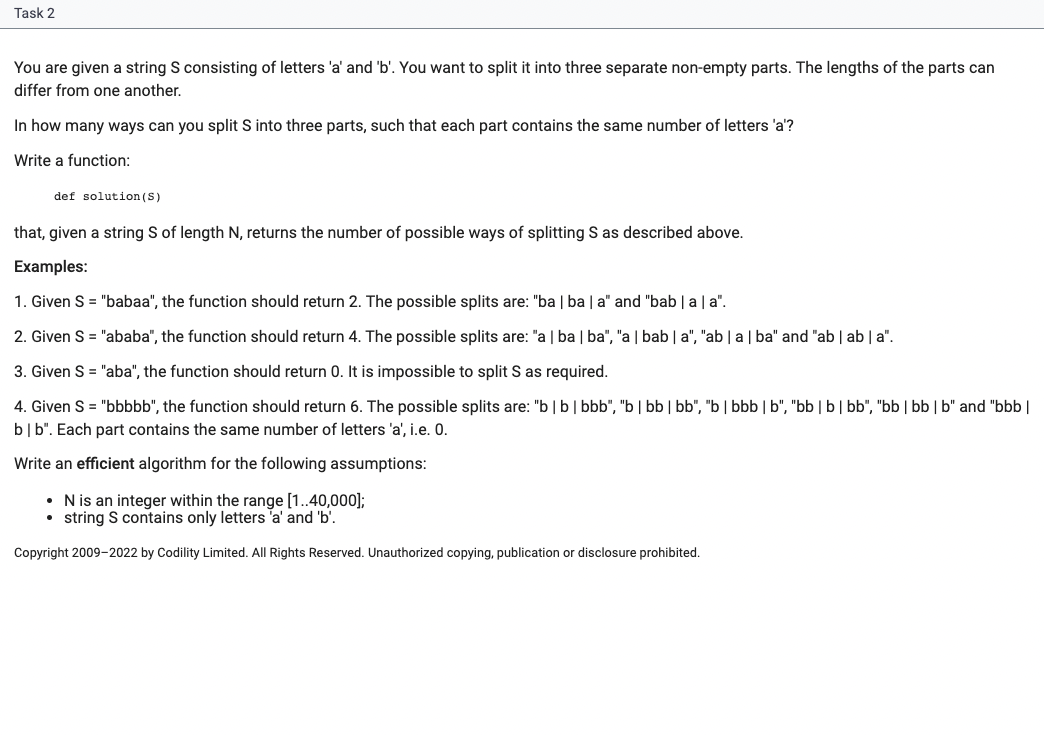 Task 2
You are given a string S consisting of letters 'a' and 'b'. You want to split it into three separate non-empty parts. The lengths of the parts can
differ from one another.
In how many ways can you split S into three parts, such that each part contains the same number of letters 'a'?
Write a function:
def solution(S)
that, given a string S of length N, returns the number of possible ways of splitting S as described above.
Examples:
1. Given S = "babaa", the function should return 2. The possible splits are: "ba | ba | a" and "bab | a | a".
2. Given S = "ababa", the function should return 4. The possible splits are: "a | ba | ba", "a | bab | a", "ab | a | ba" and "ab | ab | a".
3. Given S = "aba", the function should return 0. It is impossible to split S as required.
4. Given S = "bbbbb", the function should return 6. The possible splits are: "b | b | bbb", "b | bb | bb", "b | bbb | b", "bb | b | bb", "bb | bb | b" and "bbb |
b | b". Each part contains the same number of letters 'a', i.e. 0.
Write an efficient algorithm for the following assumptions:
• N is an integer within the range [1..40,000];
• string S contains only letters 'a' and 'b'.
Copyright 2009–2022 by Codility Limited. All Rights Reserved. Unauthorized copying, publication or disclosure prohibited.